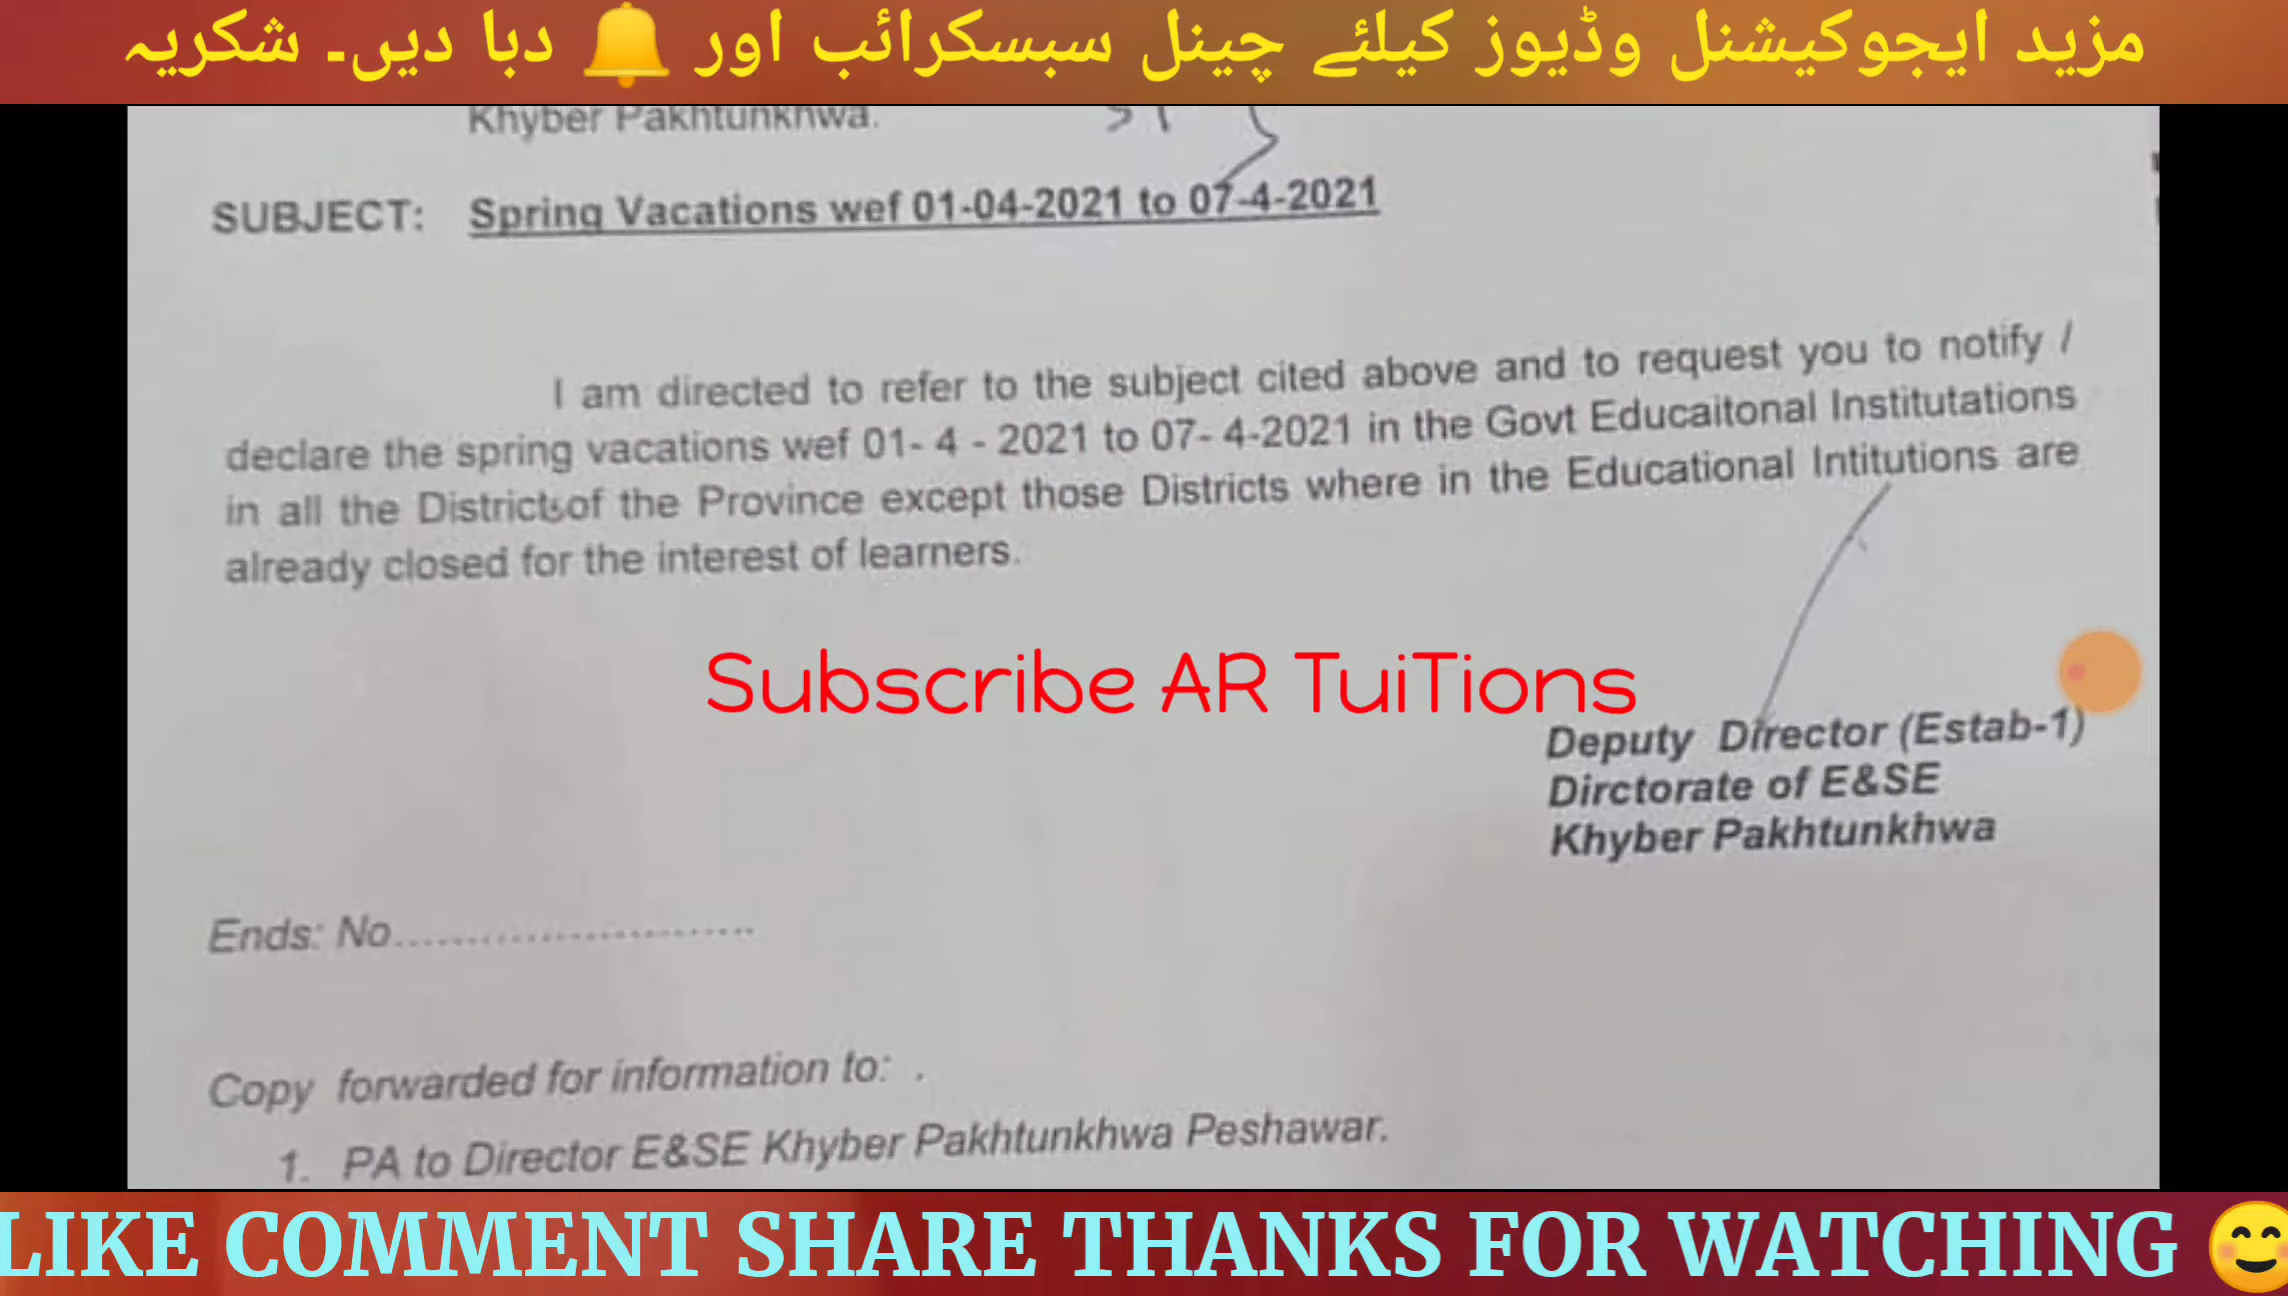 مزید ایجوکیشنل وڈیوز کیلئے چینل سبسکرائب اور 🔔 دبا دیں۔ شکریہ
Khyber Pakhtunkhwa.
SUBJECT: Spring Vacations wef 01-04-2021 to 07-4-2021
I am directed to refer to the subject cited above and to request you to notify /
declare the spring vacations wef 01- 4 - 2021 to 07- 4-2021 in the Govt Educaitonal Institutations
in all the Districts of the Province except those Districts where in the Educational Intitutions are
already closed for the interest of learners.
Subscribe AR TuiTions
Deputy Director (Estab-1)
Dirctorate of E&SE
Khyber Pakhtunkhwa
Ends: No..........................
Copy forwarded for information to: .
1. PA to Director E&SE Khyber Pakhtunkhwa Peshawar.
LIKE COMMENT SHARE THANKS FOR WATCHING 😊